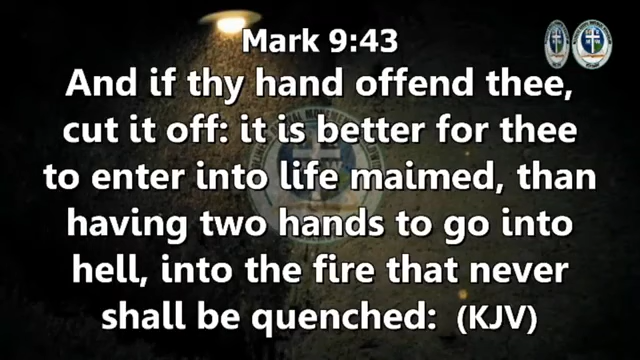 Mark 9:43
And if thy hand offend thee,
cut it off: it is better for thee
to enter into life maimed, than
having two hands to go into
hell, into the fire that never
shall be quenched:  (KJV)